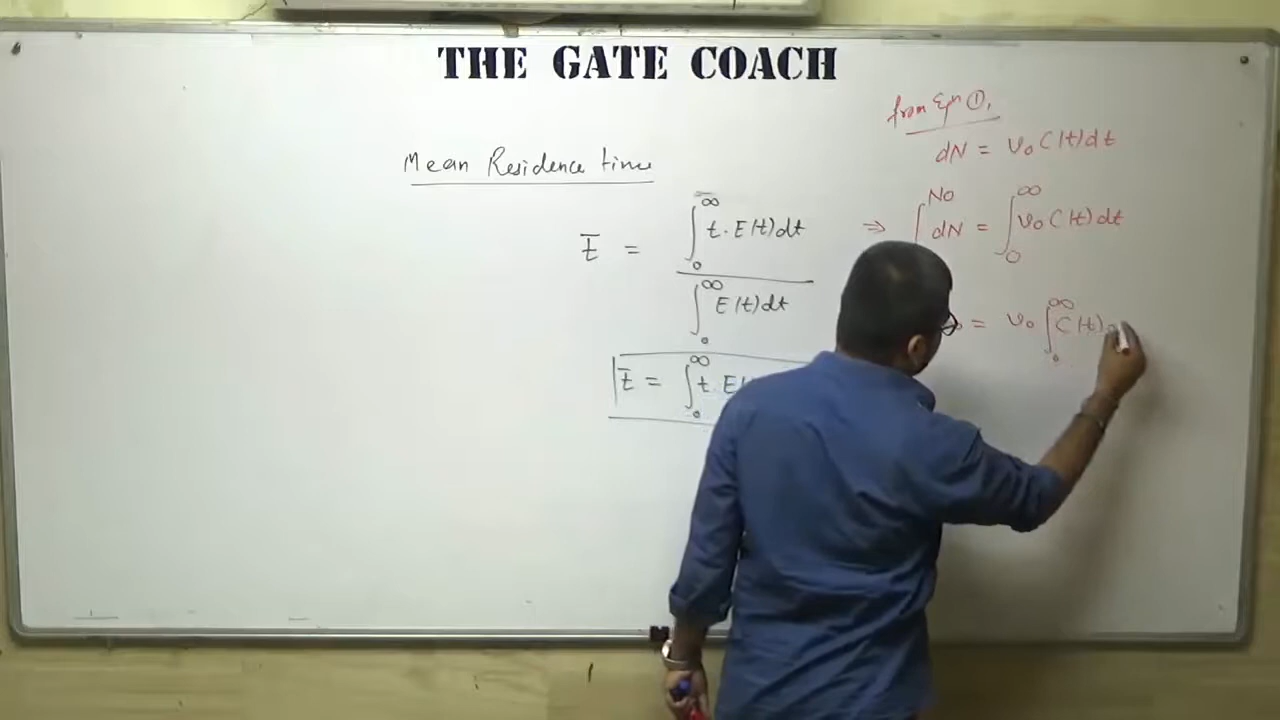 THE GATE COACH
Mean Residence time
t̄ = ∫₀^∞ t. E(t)dt / ∫₀^∞ E(t)dt
t̄ = ∫₀^∞ t.
from Eqn ①,
dN = v₀ C(t)dt
⇒ ∫^N₀ dN = ∫₀^∞ v₀ C(t)dt
= v₀ ∫₀^∞ C(t)